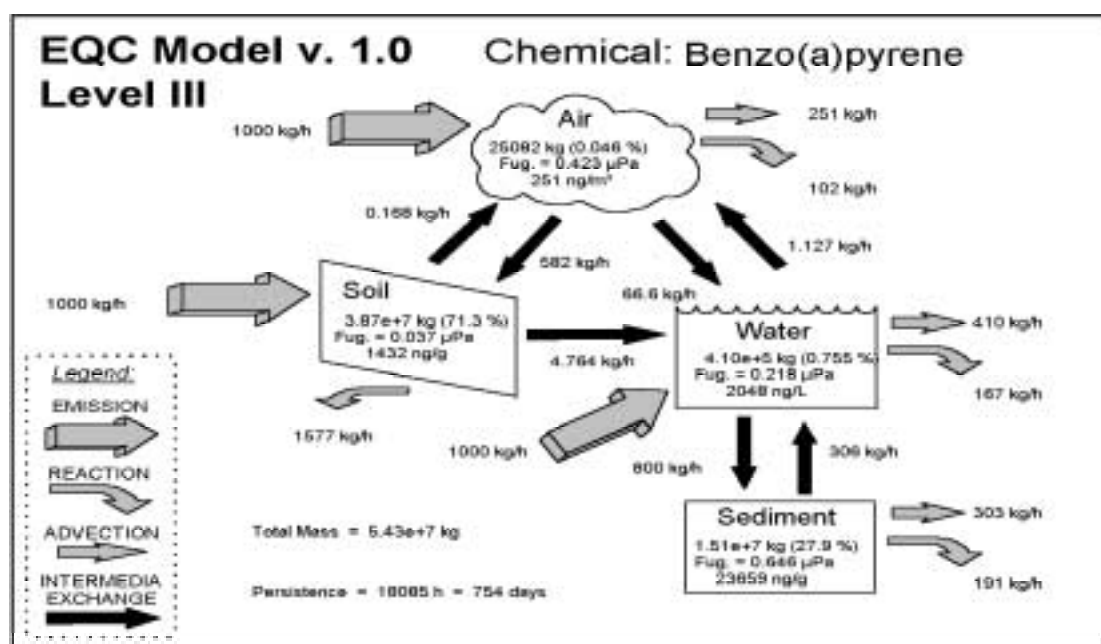 EQC Model v. 1.0
Level III
Chemical: Benzo(a)pyrene
1000 kg/h
Air
25082 kg (0.046 %)
Fug. = 0.423 µPa
251 ng/m³
251 kg/h
102 kg/h
0.168 kg/h
582 kg/h
66.6 kg/h
1.127 kg/h
1000 kg/h
Soil
3.87e+7 kg (71.3 %)
Fug. = 0.037 µPa
1432 ng/g
4.764 kg/h
1577 kg/h
1000 kg/h
Water
4.10e+5 kg (0.755 %)
Fug. = 0.218 µPa
2048 ng/L
410 kg/h
167 kg/h
800 kg/h
306 kg/h
Sediment
1.51e+7 kg (27.9 %)
Fug. = 0.646 µPa
23659 ng/g
303 kg/h
191 kg/h
Legend:
EMISSION
REACTION
ADVECTION
INTERMEDIA
EXCHANGE
Total Mass = 5.43e+7 kg
Persistence = 18085 h = 754 days